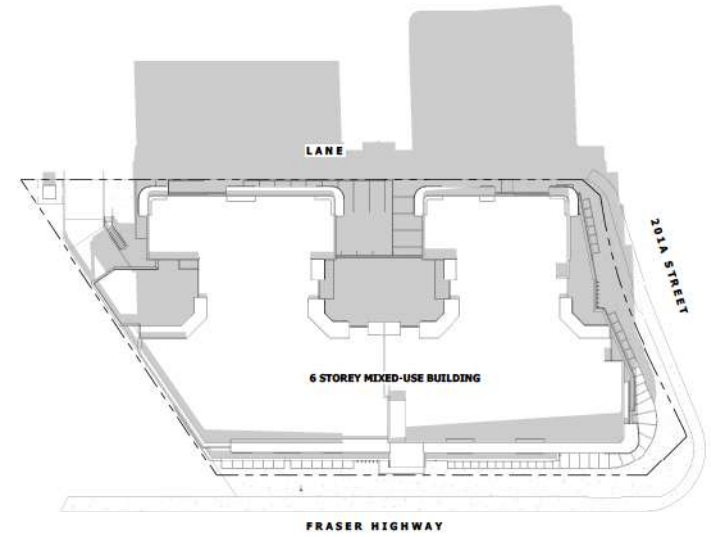 LANE
201A STREET
6 STOREY MIXED-USE BUILDING
FRASER HIGHWAY